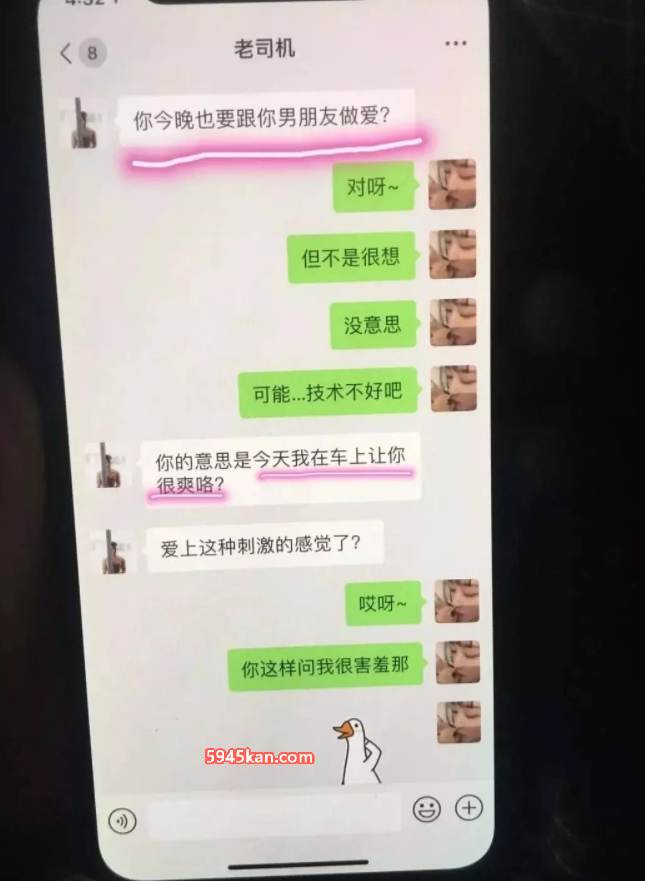 8
老司机
你今晚也要跟你男朋友做爱?
对呀~
但不是很想
没意思
可能...技术不好吧
你的意思是今天我在车上让你
很爽咯?
爱上这种刺激的感觉了?
哎呀~
你这样问我很害羞那
5945kan.com